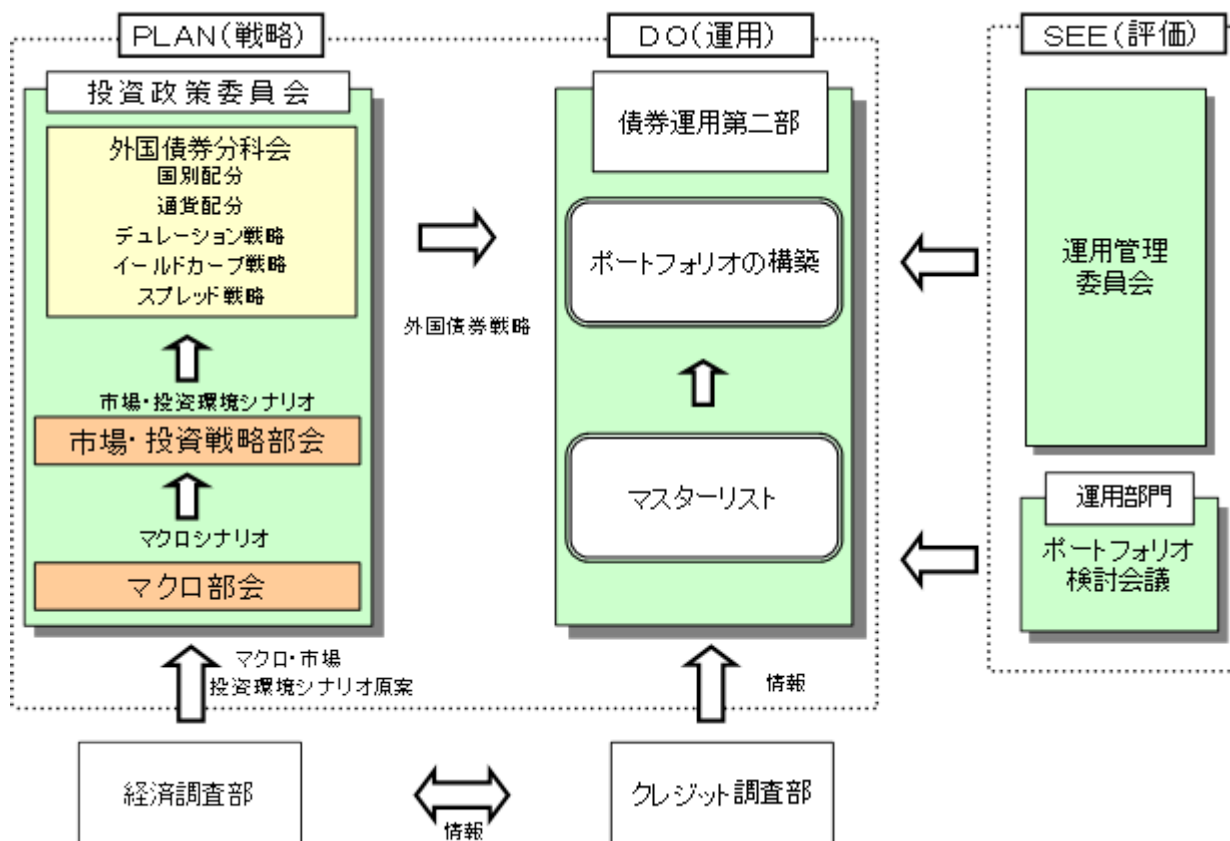 PLAN(戦略)
DO(運用)
SEE(評価)
投資政策委員会
外国債券分科会
国別配分
通貨配分
デュレーション戦略
イールドカーブ戦略
スプレッド戦略
市場・投資環境シナリオ
市場・投資戦略部会
マクロシナリオ
マクロ部会
マクロ・市場
投資環境シナリオ原案
経済調査部
外国債券戦略
情報
債券運用第二部
ポートフォリオの構築
マスターリスト
情報
クレジット調査部
運用管理
委員会
運用部門
ポートフォリオ
検討会議